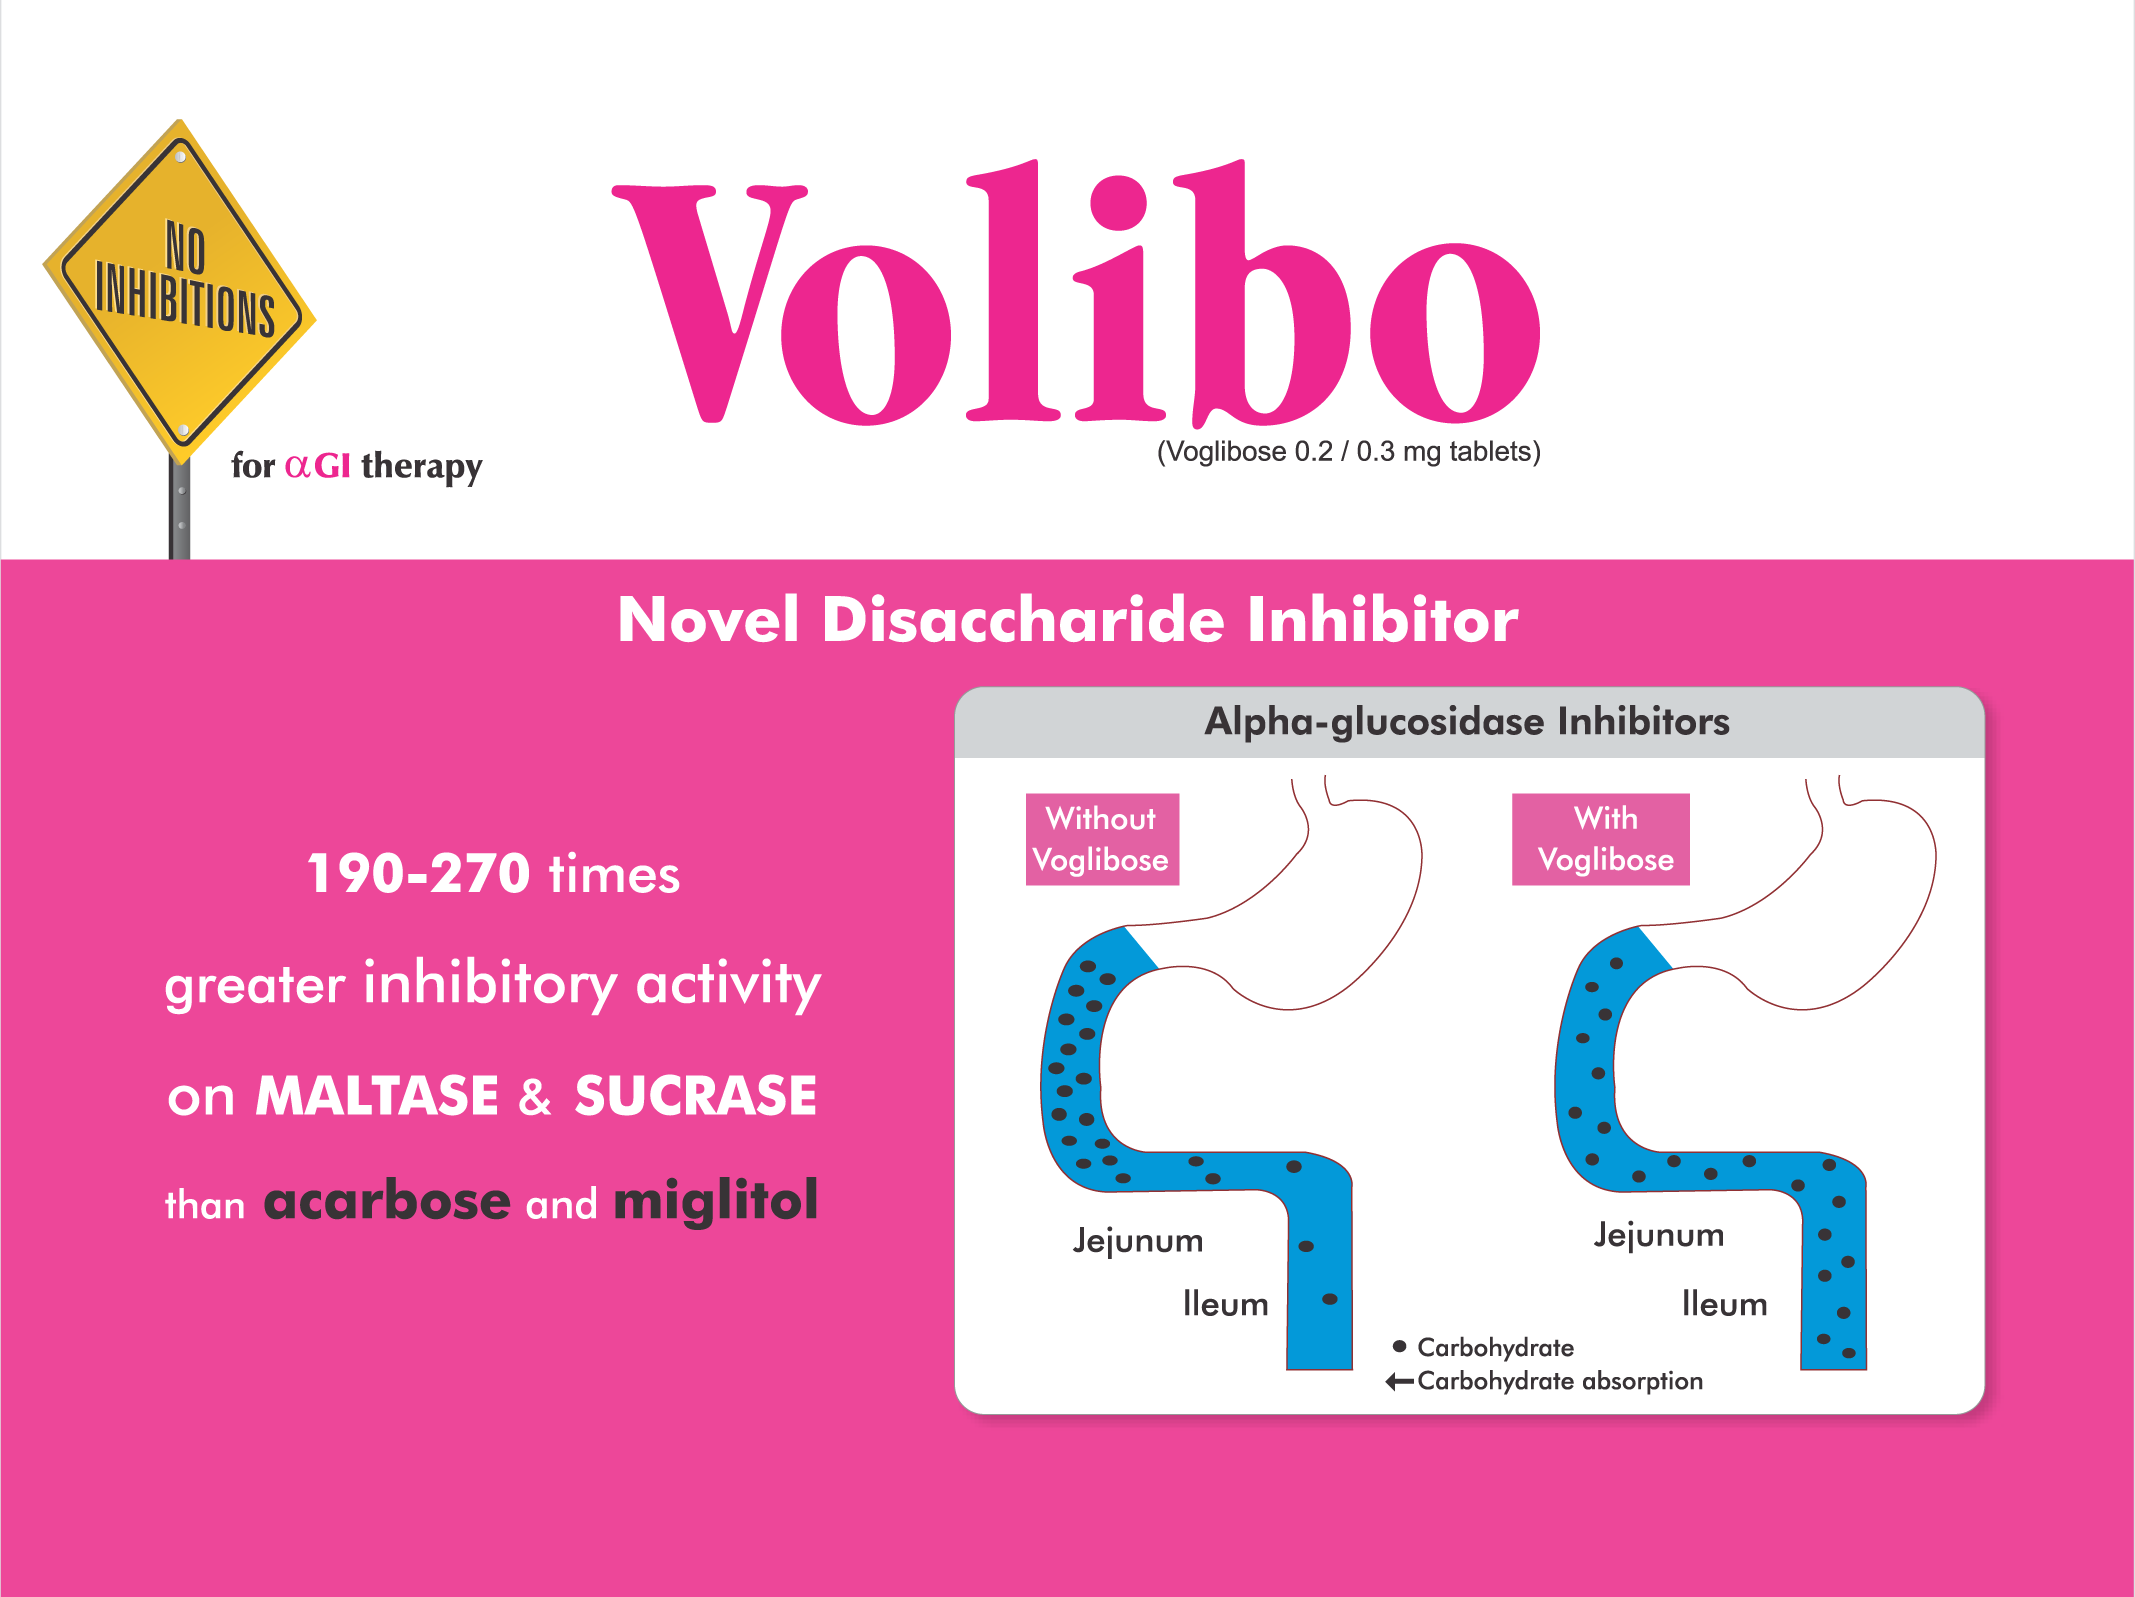 NO
INHIBITIONS
for αGI therapy
Volibo
(Voglibose 0.2 / 0.3 mg tablets)
Novel Disaccharide Inhibitor
190-270 times
greater inhibitory activity
on MALTASE & SUCRASE
than acarbose and miglitol
Alpha-glucosidase Inhibitors
Without
Voglibose
Jejunum
Ileum
With
Voglibose
Jejunum
Ileum
Carbohydrate
Carbohydrate absorption